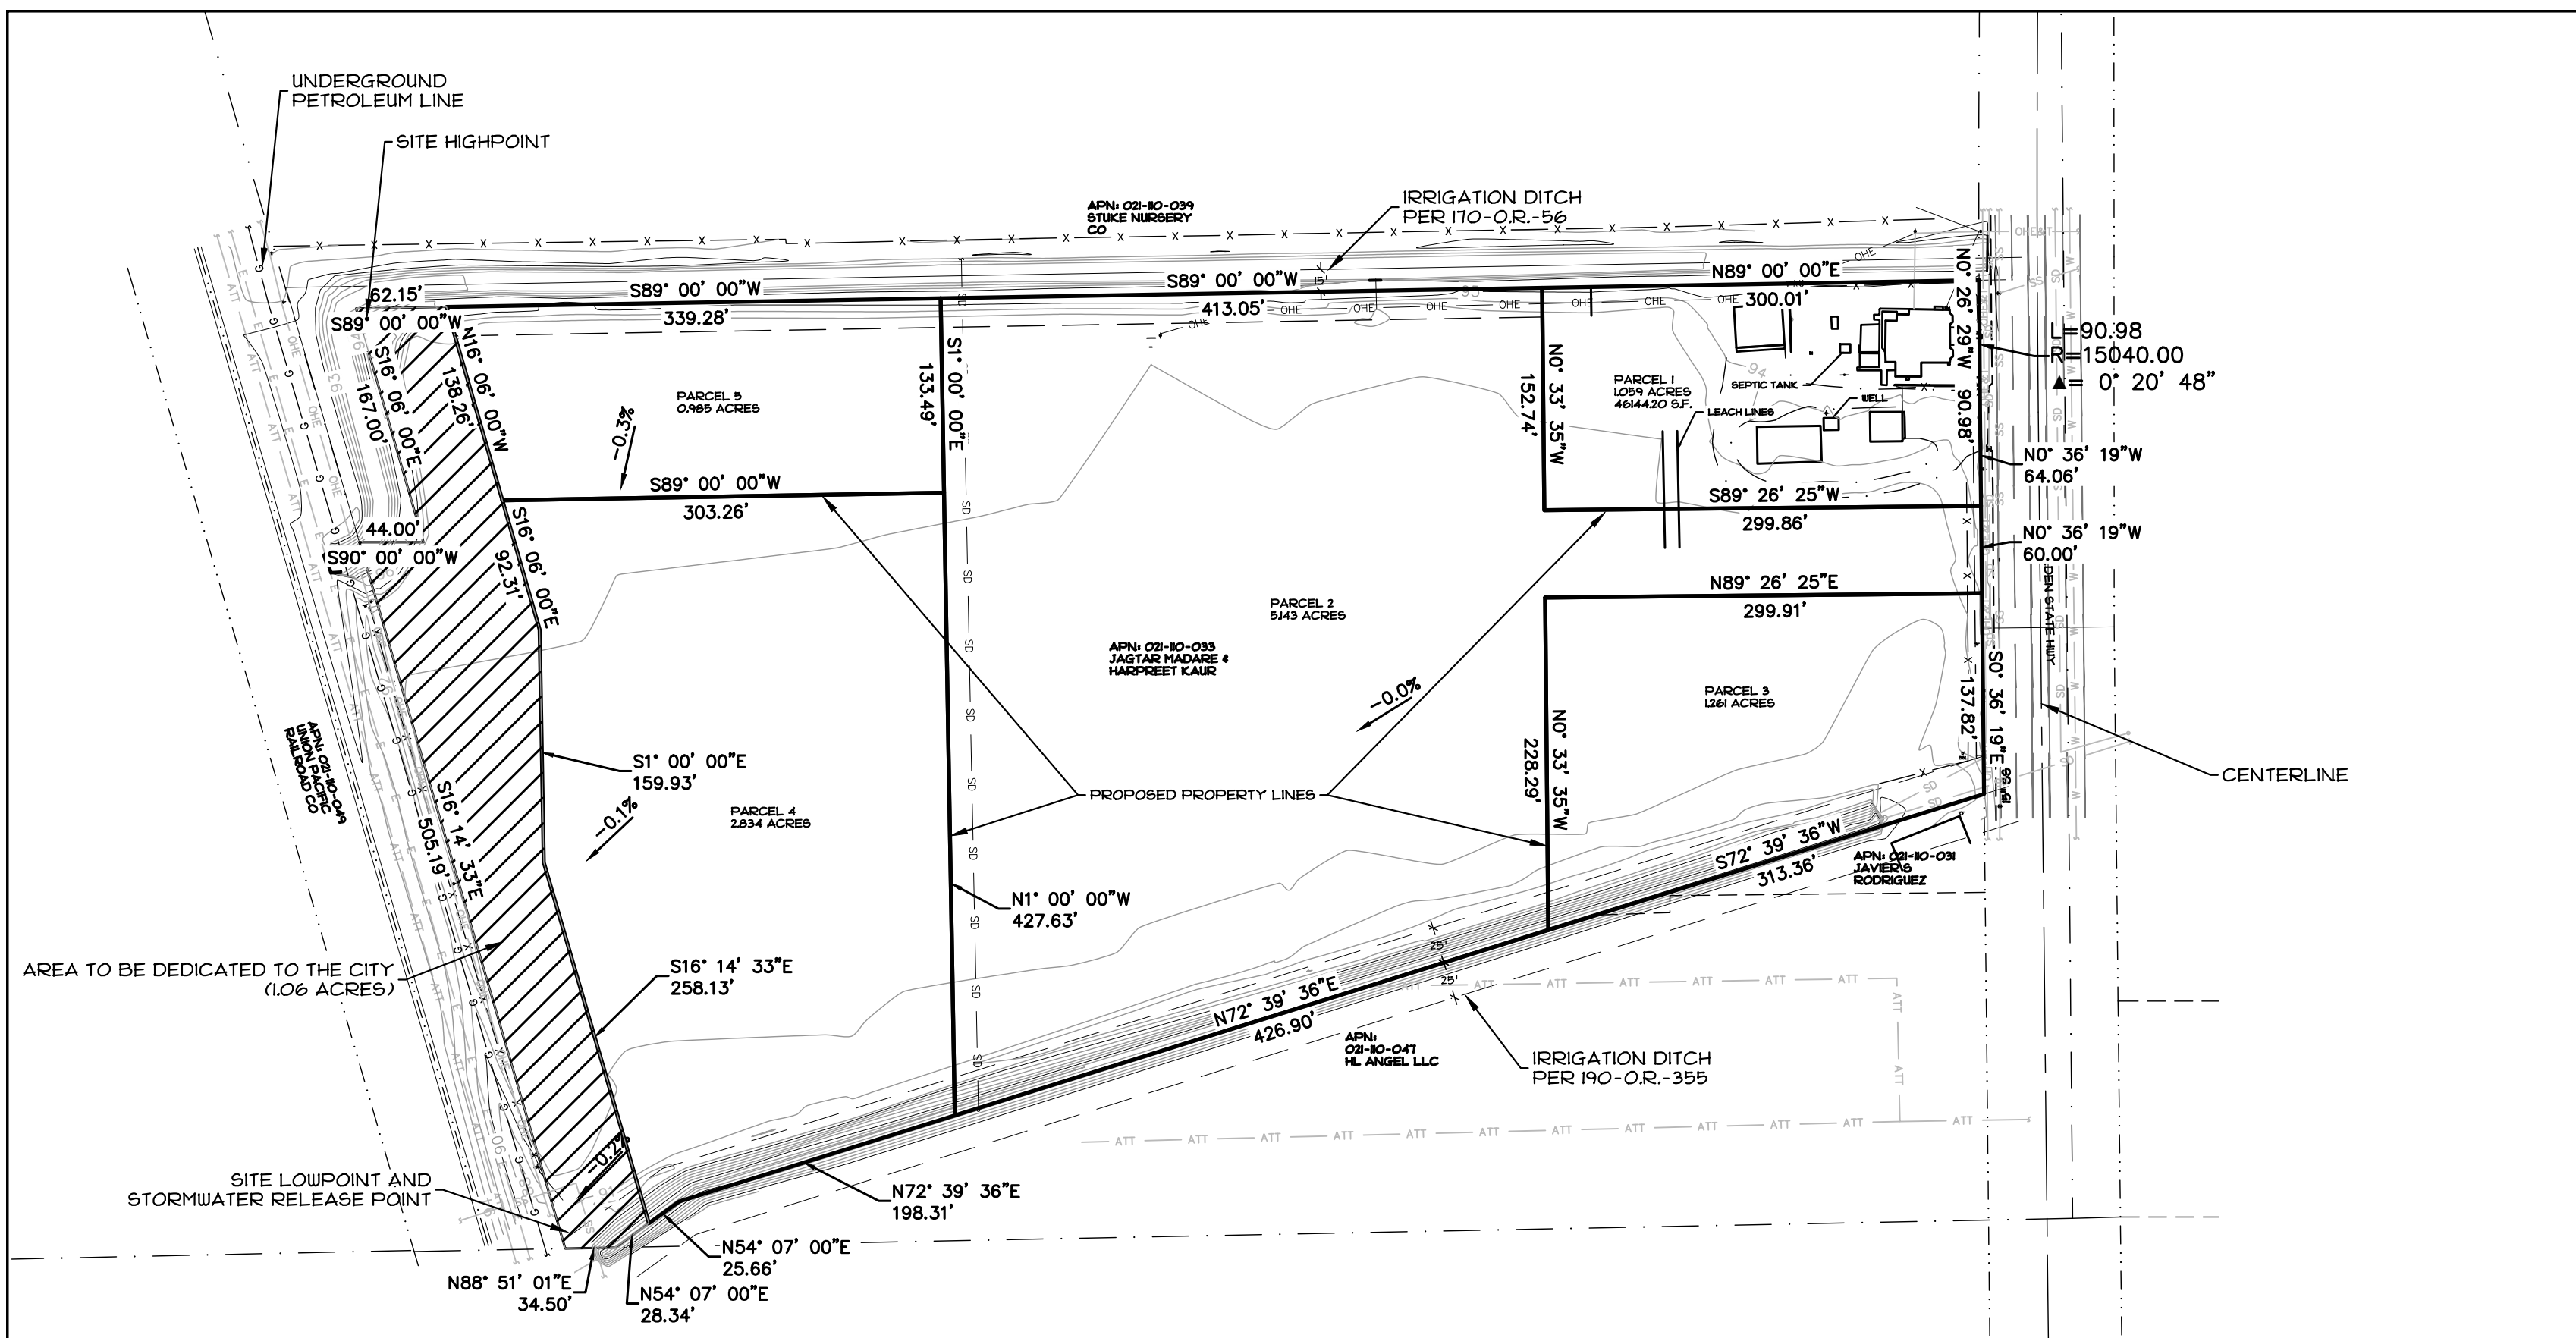 UNDERGROUND
PETROLEUM LINE
SITE HIGHPOINT
APN: 021-110-039
STUKE NURSERY
CO
IRRIGATION DITCH
PER 170-O.R.-56
15'
62.15'
S89° 00' 00"W
S89° 00' 00"W
339.28'
S89° 00' 00"W
413.05'
N89° 00' 00"E
300.01'
N0° 26' 29"W
90.98'
L=90.98
R=15040.00
▲= 0° 20' 48"
S16° 06' 00"E
167.00'
N16° 06' 00"W
138.26'
PARCEL 5
0.985 ACRES
-0.3%
S1° 00' 00"E
133.49'
N0° 33' 35"W
152.74'
PARCEL 1
1.059 ACRES
46144.20 S.F.
SEPTIC TANK
LEACH LINES
WELL
94
95
93
94
N0° 36' 19"W
64.06'
S89° 00' 00"W
303.26'
S89° 26' 25"W
299.86'
44.00'
S90° 00' 00"W
S16° 06' 00"E
92.31'
N0° 36' 19"W
60.00'
N89° 26' 25"E
299.91'
DEN STATE HWY
PARCEL 2
5.143 ACRES
APN: 021-110-033
JAGTAR MADARE &
HARPREET KAUR
-0.0%
PARCEL 3
1.261 ACRES
S0° 36' 19"E
137.82'
APN: 021-110-049
UNION PACIFIC
RAILROAD CO
S16° 14' 33"E
505.19'
S1° 00' 00"E
159.93'
-0.1%
PARCEL 4
2.834 ACRES
PROPOSED PROPERTY LINES
N0° 33' 35"W
228.29'
CENTERLINE
N1° 00' 00"W
427.63'
S72° 39' 36"W
313.36'
APN: 021-110-031
JAVIER S
RODRIGUEZ
AREA TO BE DEDICATED TO THE CITY
(1.06 ACRES)
S16° 14' 33"E
258.13'
25'
25'
N72° 39' 36"E
426.90'
APN:
021-110-047
HL ANGEL LLC
IRRIGATION DITCH
PER 190-O.R.-355
SITE LOWPOINT AND
STORMWATER RELEASE POINT
-0.2%
N72° 39' 36"E
198.31'
N54° 07' 00"E
25.66'
N88° 51' 01"E
34.50'
N54° 07' 00"E
28.34'